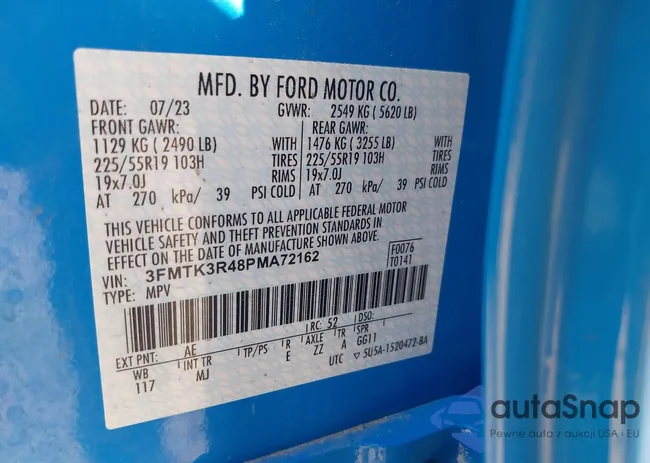 MFD. BY FORD MOTOR CO.
DATE: 07/23 GVWR: 2549 KG ( 5620 LB)
FRONT GAWR: REAR GAWR:
1129 KG ( 2490 LB) WITH 1476 KG ( 3255 LB) WITH
225/55R19 103H TIRES 225/55R19 103H TIRES
19x7.0J RIMS 19x7.0J RIMS
AT 270 kPa/ 39 PSI COLD AT 270 kPa/ 39 PSI COLD
THIS VEHICLE CONFORMS TO ALL APPLICABLE FEDERAL MOTOR
VEHICLE SAFETY AND THEFT PREVENTION STANDARDS IN
EFFECT ON THE DATE OF MANUFACTURE SHOWN ABOVE.
VIN: 3FMTK3R48PMA72162 F0076
TYPE: MPV T0141
RC: 52 DSO:
EXT PNT: AE
WB INT TR TP/PS R AXLE TR SPR
117 MJ E ZZ A GG11
UTC ▽ 5U5A-1520472-BA
autoSnap
Pewne auta z aukcji USA i EU